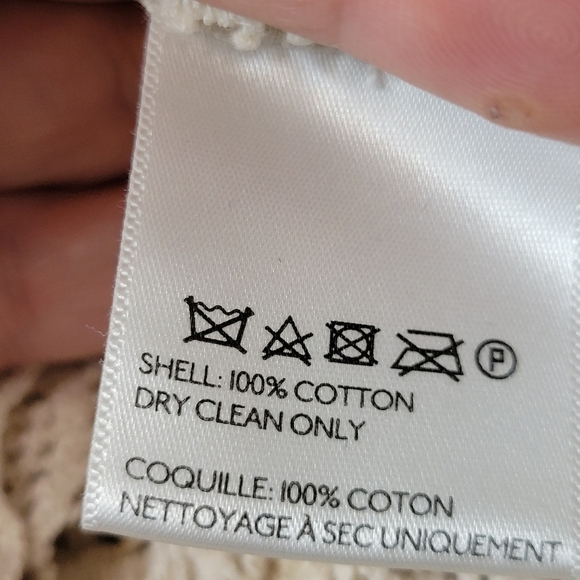 P
SHELL: 100% COTTON
DRY CLEAN ONLY
COQUILLE: 100% COTON
NETTOYAGE À SEC UNIQUEMENT